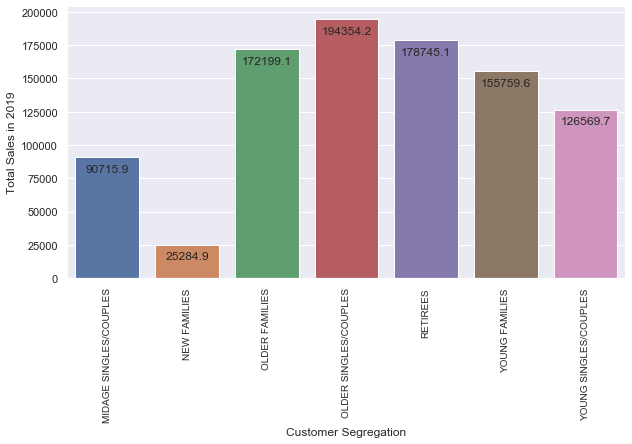 Total Sales in 2019
200000
175000
150000
125000
100000
75000
50000
25000
0
90715.9
25284.9
172199.1
194354.2
178745.1
155759.6
126569.7
MIDAGE SINGLES/COUPLES
NEW FAMILIES
OLDER FAMILIES
OLDER SINGLES/COUPLES
RETIREES
YOUNG FAMILIES
YOUNG SINGLES/COUPLES
Customer Segregation